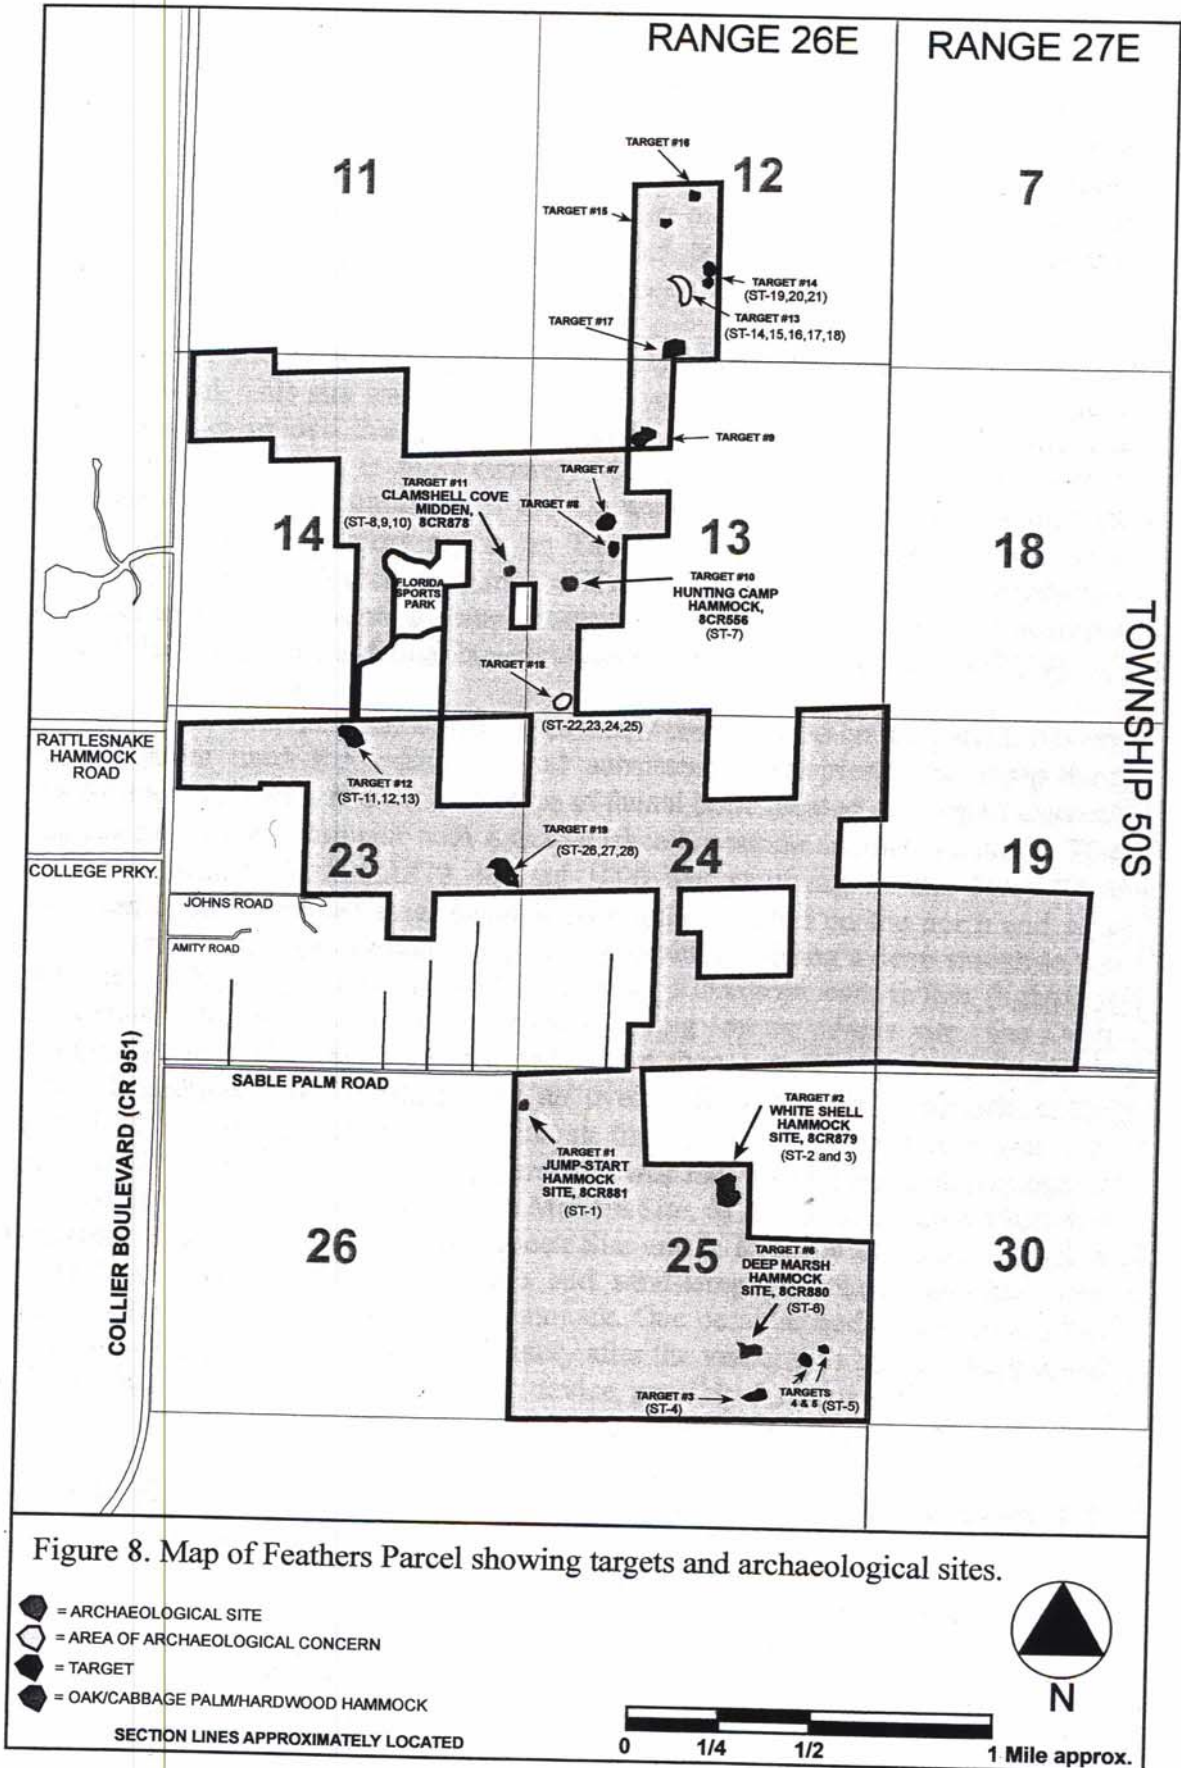 RANGE 26E
RANGE 27E
11
12
7
TARGET #16
TARGET #15
TARGET #14
(ST-19,20,21)
TARGET #13
(ST-14,15,16,17,18)
TARGET #17
TARGET #9
TARGET #7
TARGET #11
CLAMSHELL COVE
MIDDEN,
8CR878
(ST-8,9,10)
TARGET #8
14
13
18
FLORIDA
SPORTS
PARK
TARGET #10
HUNTING CAMP
HAMMOCK,
8CR556
(ST-7)
TOWNSHIP 50S
TARGET #18
(ST-22,23,24,25)
RATTLESNAKE
HAMMOCK
ROAD
TARGET #12
(ST-11,12,13)
TARGET #19
(ST-26,27,28)
23
24
19
COLLEGE PRKY.
JOHNS ROAD
AMITY ROAD
COLLIER BOULEVARD (CR 951)
SABLE PALM ROAD
TARGET #2
WHITE SHELL
HAMMOCK
SITE, 8CR879
(ST-2 and 3)
TARGET #1
JUMP-START
HAMMOCK
SITE, 8CR881
(ST-1)
26
25
30
TARGET #6
DEEP MARSH
HAMMOCK
SITE, 8CR880
(ST-6)
TARGET #3
(ST-4)
TARGETS
4 & 5 (ST-5)
Figure 8. Map of Feathers Parcel showing targets and archaeological sites.
= ARCHAEOLOGICAL SITE
= AREA OF ARCHAEOLOGICAL CONCERN
= TARGET
= OAK/CABBAGE PALM/HARDWOOD HAMMOCK
SECTION LINES APPROXIMATELY LOCATED
N
0 1/4 1/2 1 Mile approx.